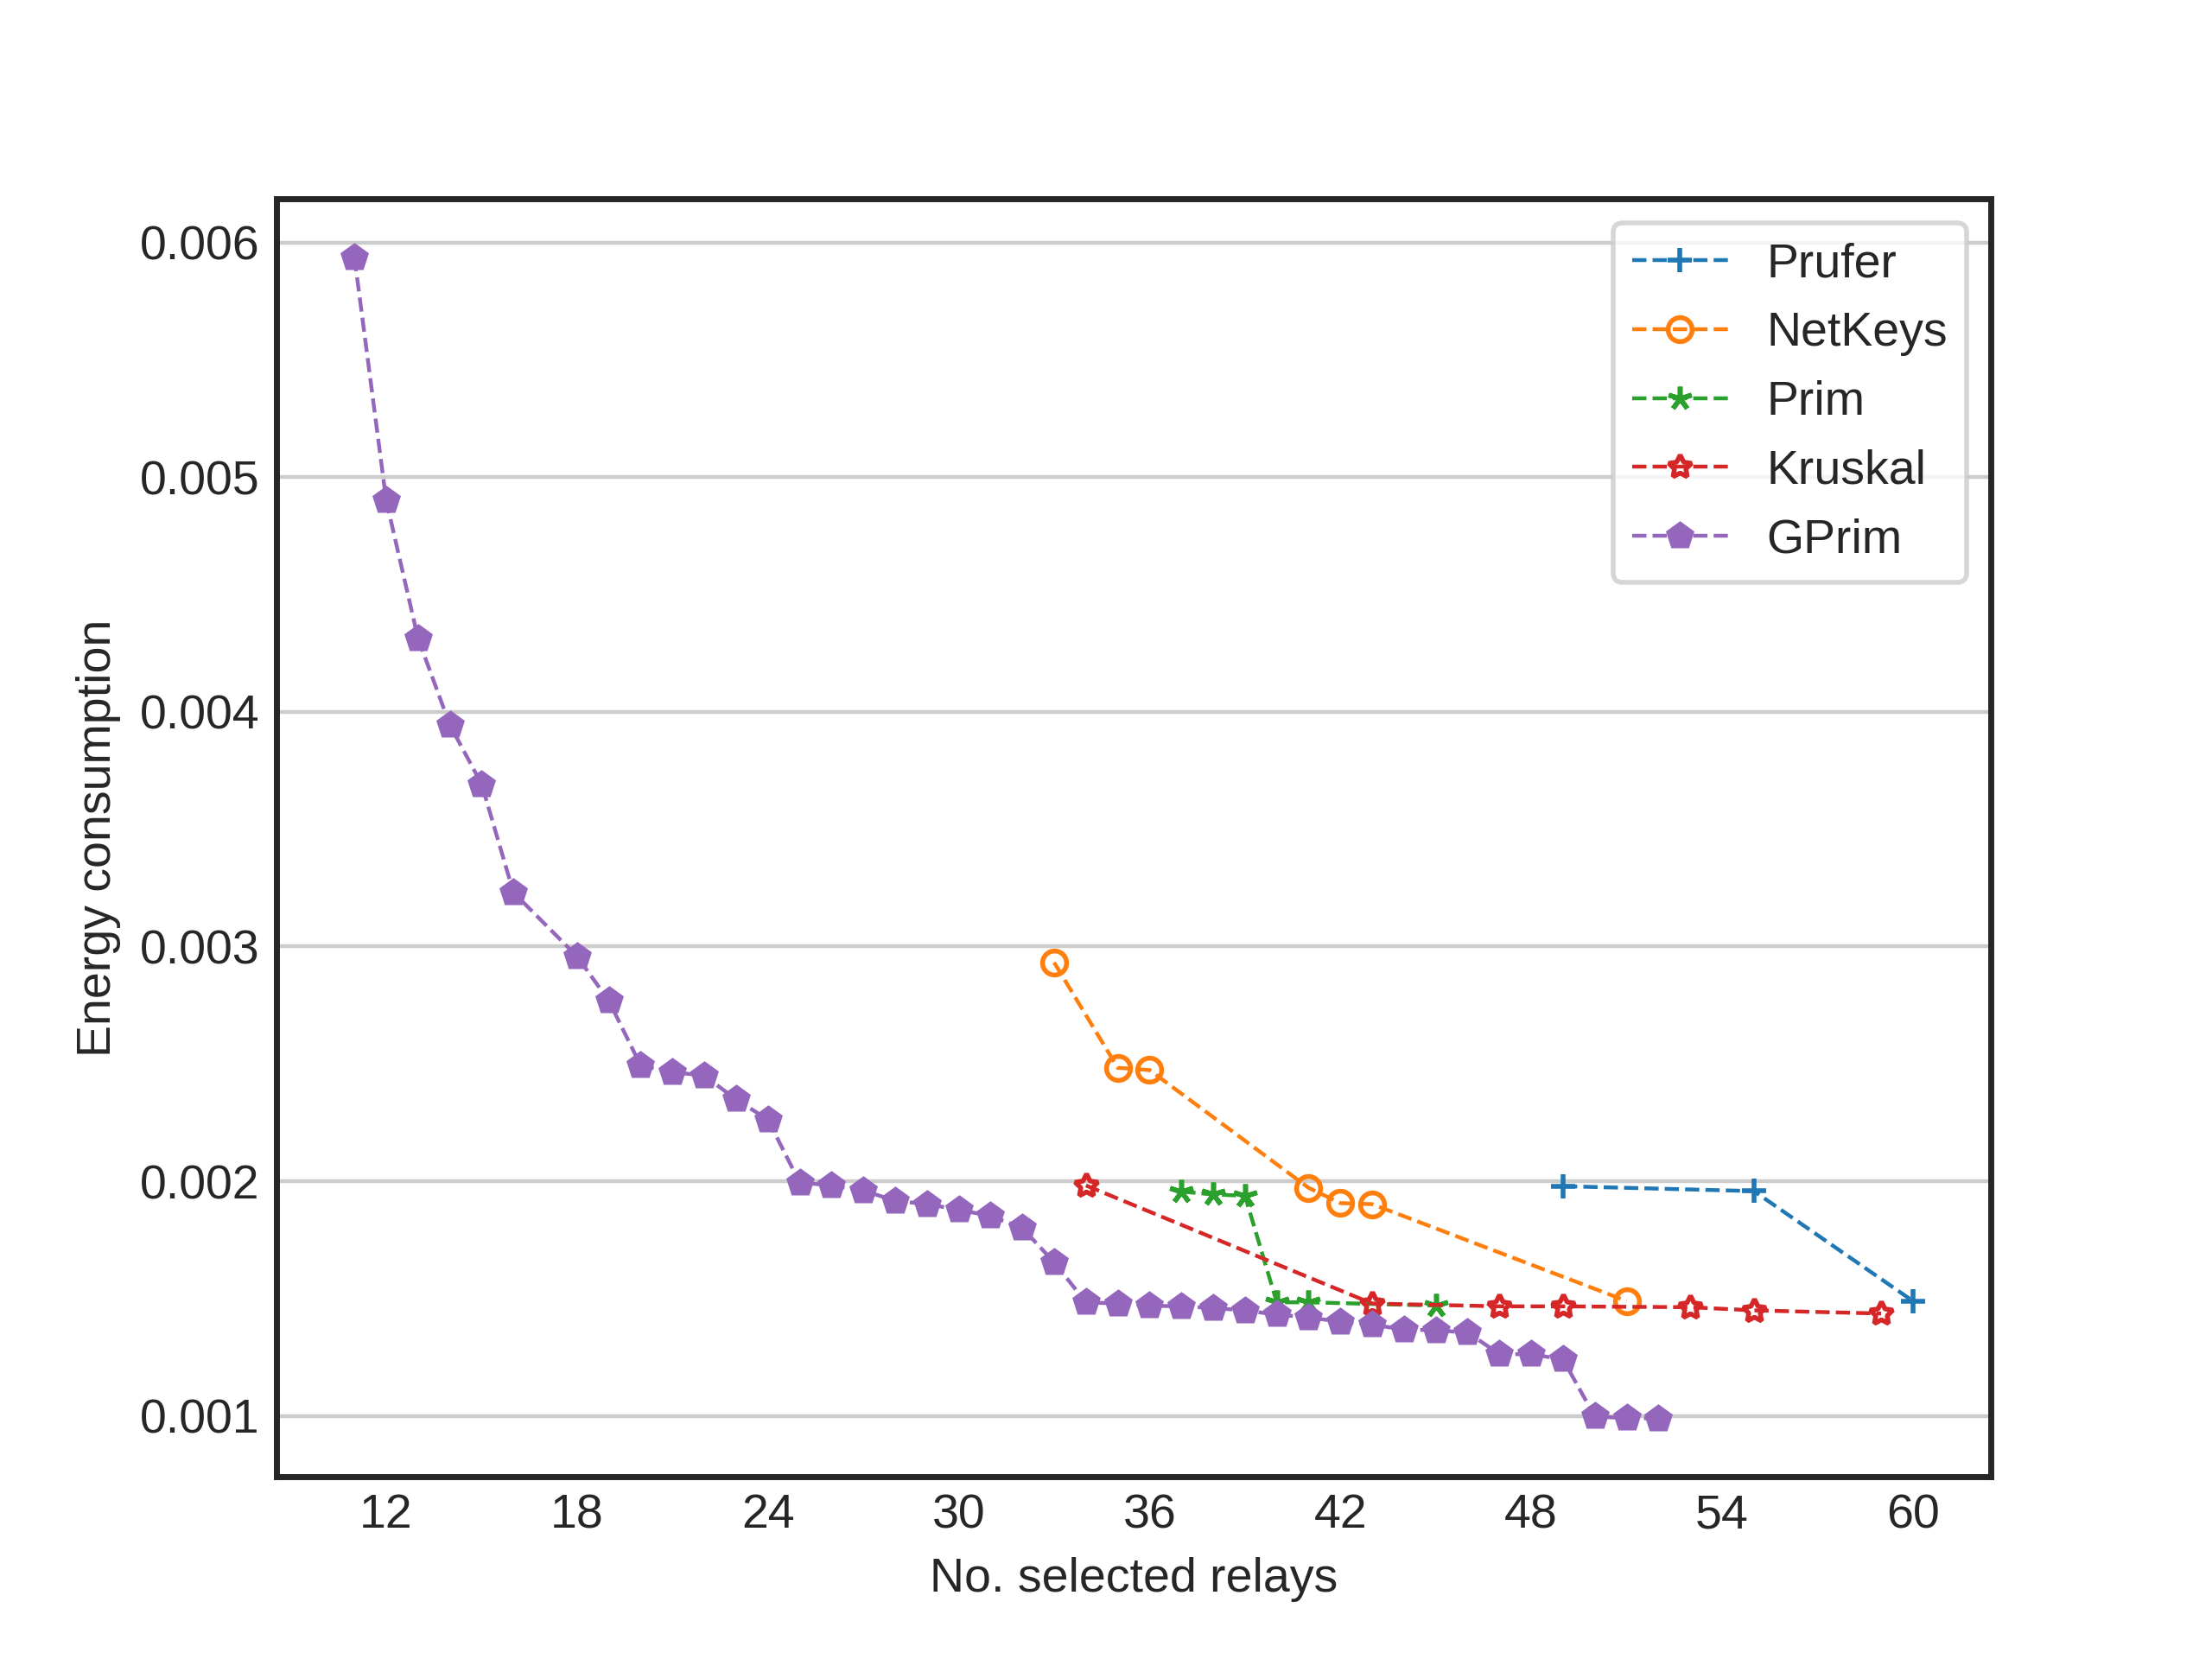 0.006
0.005
0.004
0.003
0.002
0.001
Energy consumption
12 18 24 30 36 42 48 54 60
No. selected relays
Prufer
NetKeys
Prim
Kruskal
GPrim